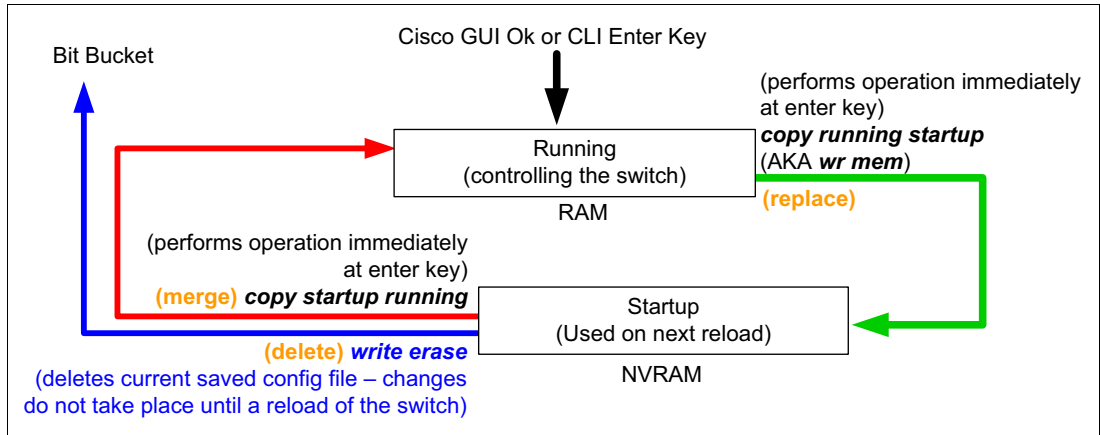 Cisco GUI Ok or CLI Enter Key
Bit Bucket
(performs operation immediately
at enter key)
copy running startup
(AKA wr mem)
(replace)
Running
(controlling the switch)
RAM
(performs operation immediately
at enter key)
(merge) copy startup running
Startup
(Used on next reload)
NVRAM
(delete) write erase
(deletes current saved config file – changes
do not take place until a reload of the switch)